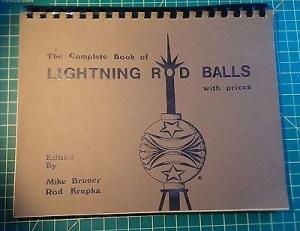 The Complete Book of
LIGHTNING ROD BALLS
with prices
Edited
By
Mike Bruner
Rod Krupka
®